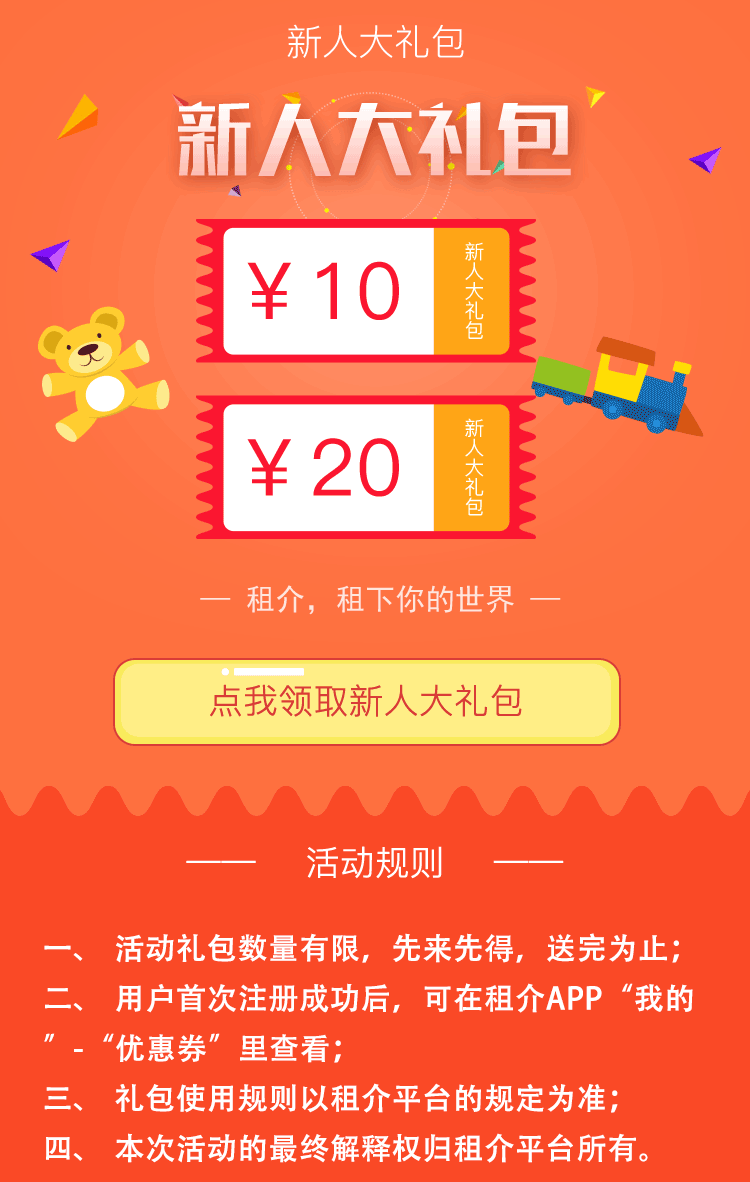 新人大礼包
新人大礼包
¥10
新人大礼包
¥20
新人大礼包
— 租介，租下你的世界 —
点我领取新人大礼包
—— 活动规则 ——
一、 活动礼包数量有限，先来先得，送完为止；
二、 用户首次注册成功后，可在租介APP“我的
”-“优惠券”里查看；
三、 礼包使用规则以租介平台的规定为准；
四、 本次活动的最终解释权归租介平台所有。